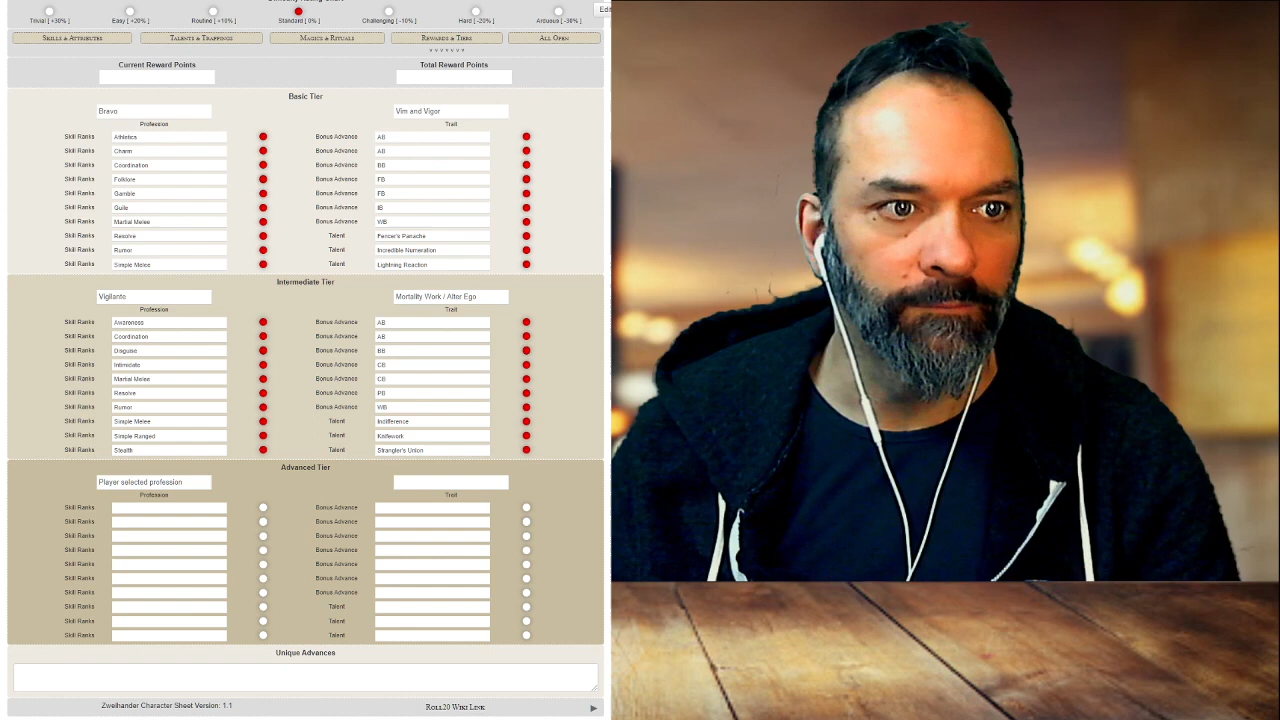 Difficulty Rating Chart
Trivial [ +30% ] Easy [ +20% ] Routine [ +10% ] Standard [ 0% ] Challenging [ -10% ] Hard [ -20% ] Arduous [ -30% ]
Skills & Attributes Talents & Trappings Magics & Rituals Rewards & Tiers All Open
Current Reward Points Total Reward Points
Basic Tier
Bravo Vim and Vigor
Profession Trait
Skill Ranks Athletics Bonus Advance AB
Skill Ranks Charm Bonus Advance AB
Skill Ranks Coordination Bonus Advance BB
Skill Ranks Folklore Bonus Advance FB
Skill Ranks Gamble Bonus Advance FB
Skill Ranks Guile Bonus Advance IB
Skill Ranks Martial Melee Bonus Advance WB
Skill Ranks Resolve Talent Fencer's Panache
Skill Ranks Rumor Talent Incredible Numeration
Skill Ranks Simple Melee Talent Lightning Reaction
Intermediate Tier
Vigilante Mortality Work / Alter Ego
Profession Trait
Skill Ranks Awareness Bonus Advance AB
Skill Ranks Coordination Bonus Advance AB
Skill Ranks Disguise Bonus Advance BB
Skill Ranks Intimidate Bonus Advance CB
Skill Ranks Martial Melee Bonus Advance CB
Skill Ranks Resolve Bonus Advance PB
Skill Ranks Rumor Bonus Advance WB
Skill Ranks Simple Melee Talent Indifference
Skill Ranks Simple Ranged Talent Knifework
Skill Ranks Stealth Talent Strangler's Union
Advanced Tier
Player selected profession
Profession Trait
Skill Ranks Bonus Advance
Skill Ranks Bonus Advance
Skill Ranks Bonus Advance
Skill Ranks Bonus Advance
Skill Ranks Bonus Advance
Skill Ranks Bonus Advance
Skill Ranks Bonus Advance
Skill Ranks Talent
Skill Ranks Talent
Skill Ranks Talent
Unique Advances
Zweihander Character Sheet Version: 1.1 Roll20 Wiki Link